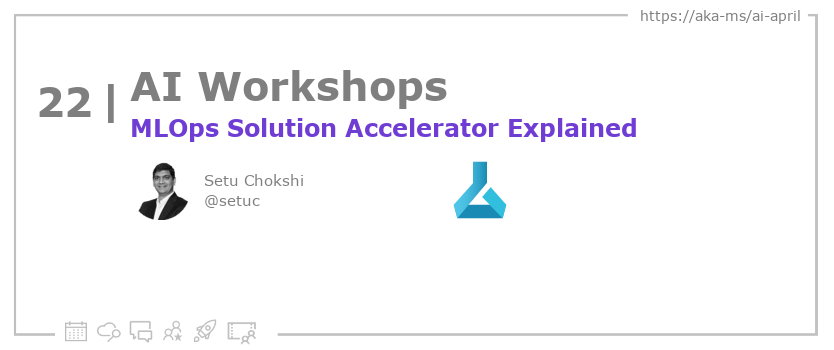 https://aka-ms/ai-april
22 | AI Workshops
MLOps Solution Accelerator Explained
Setu Chokshi
@setuc